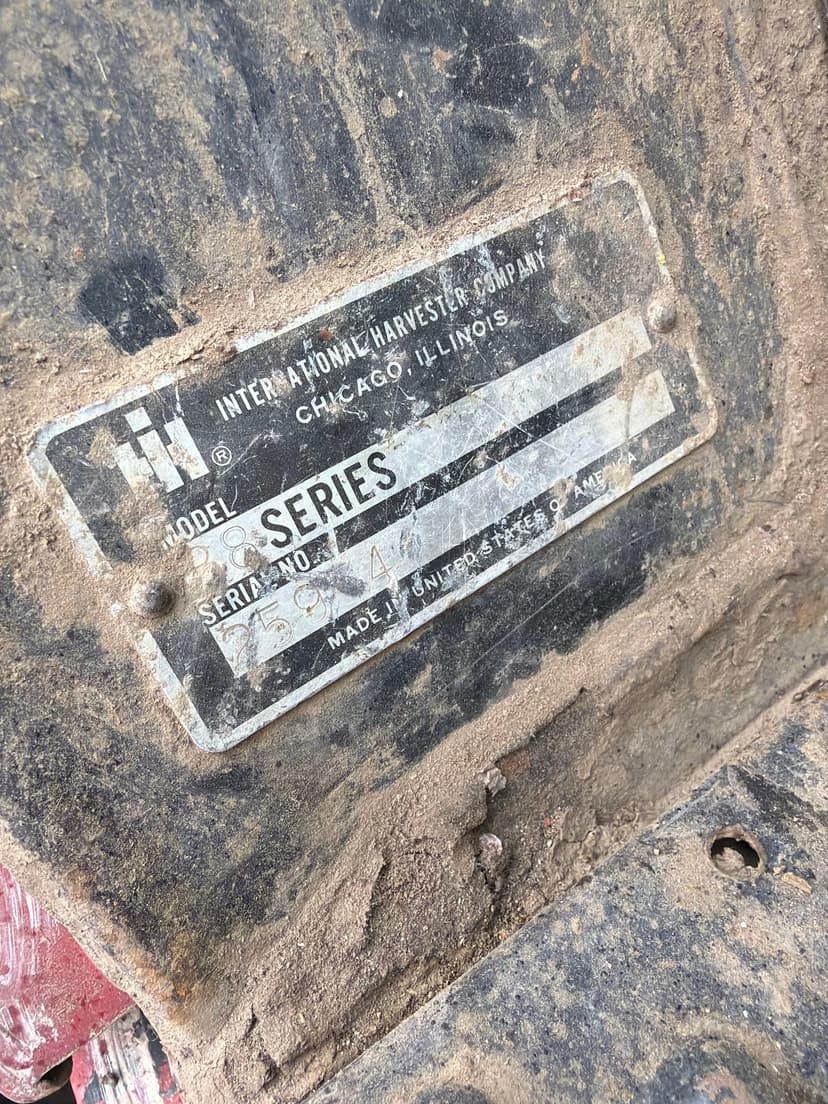 INTERNATIONAL HARVESTER COMPANY
CHICAGO, ILLINOIS
IH ®
MODEL
SERIES
SERIAL NO.
MADE IN UNITED STATES OF AMERICA